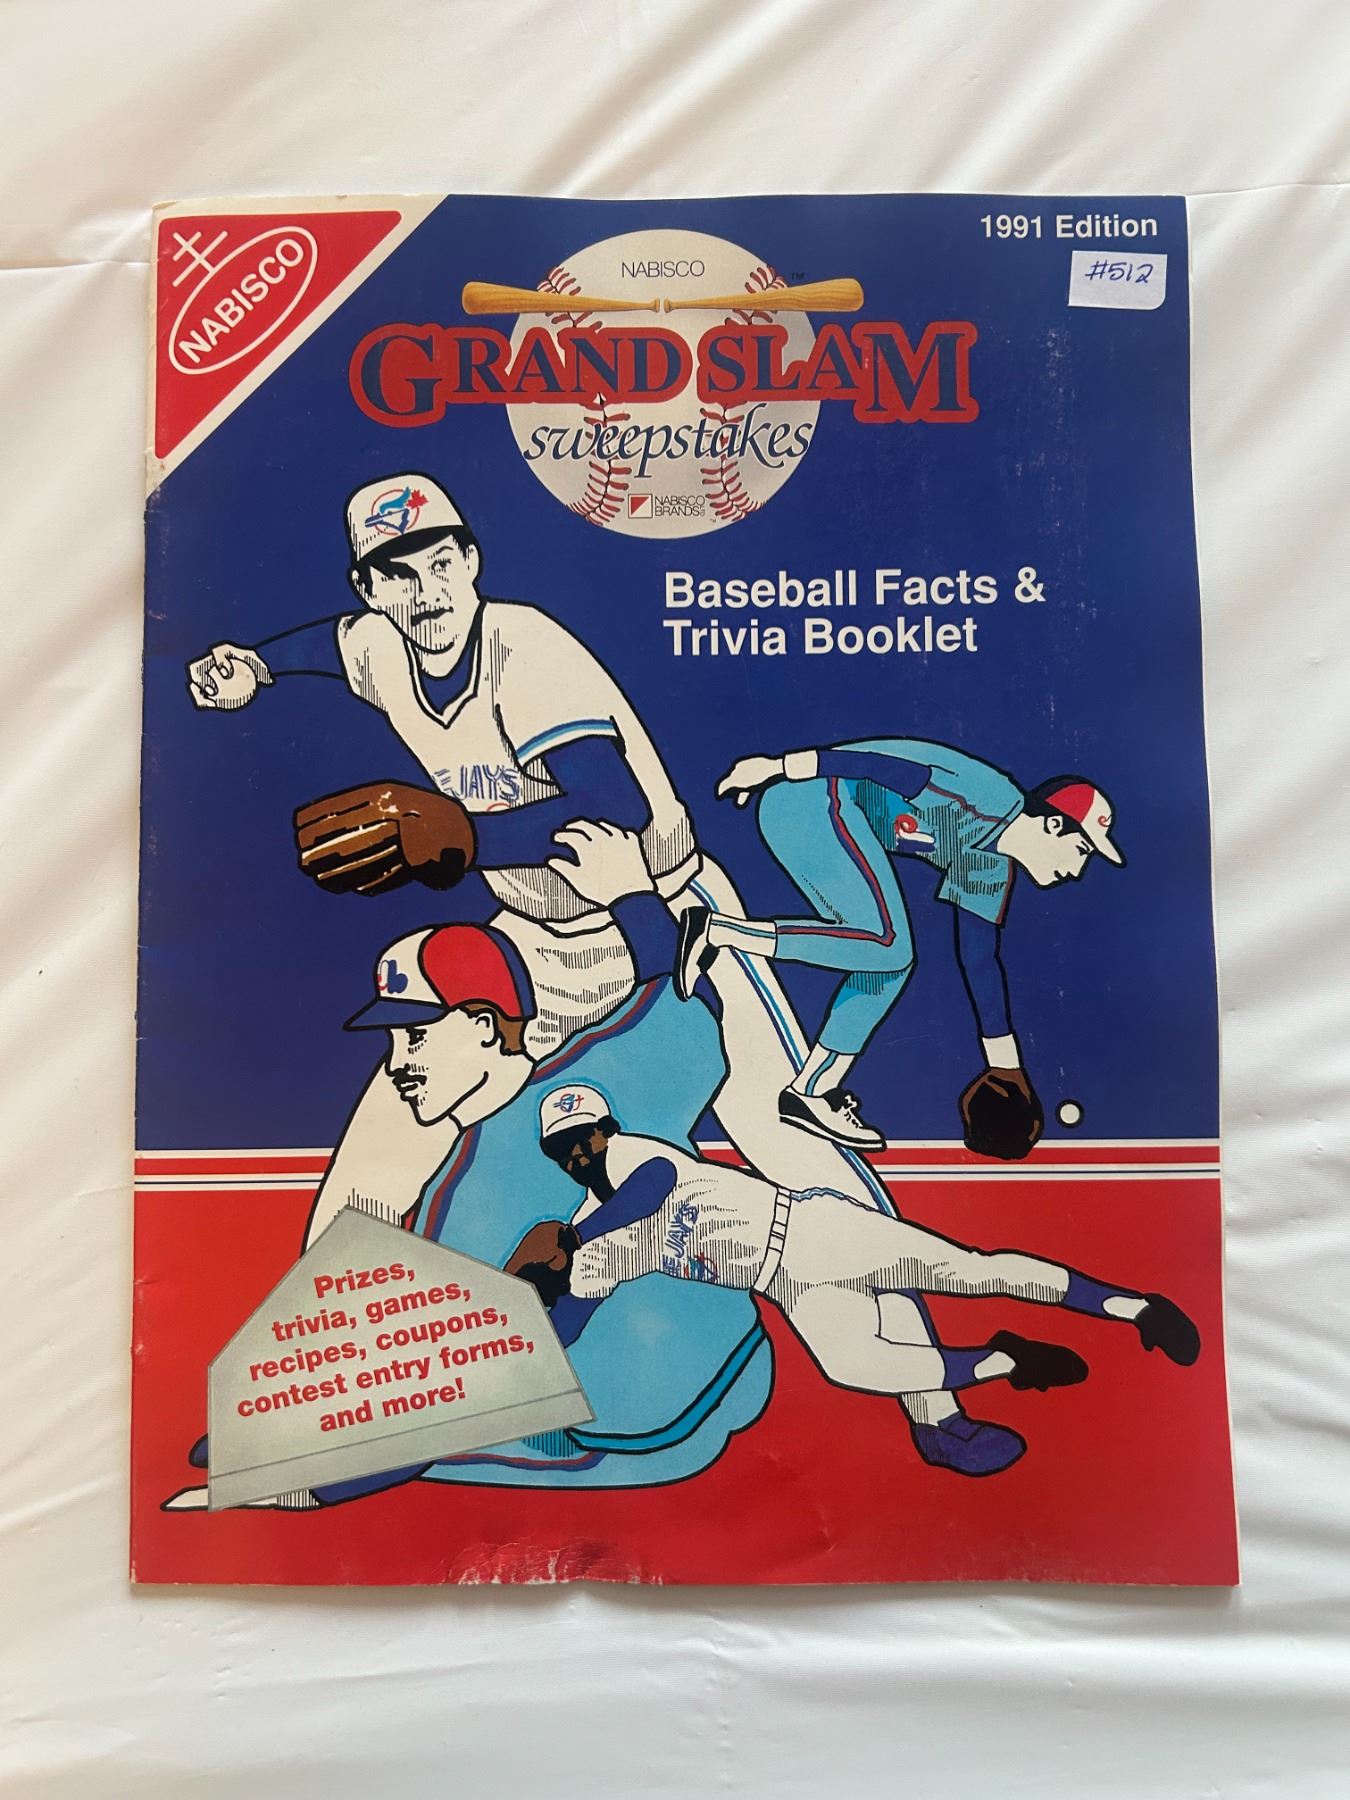 NABISCO
1991 Edition
#512
NABISCO
TM
GRAND SLAM
sweepstakes
NABISCO
BRANDS
Baseball Facts &
Trivia Booklet
JAYS
JAYS
Prizes,
trivia, games,
recipes, coupons,
contest entry forms,
and more!